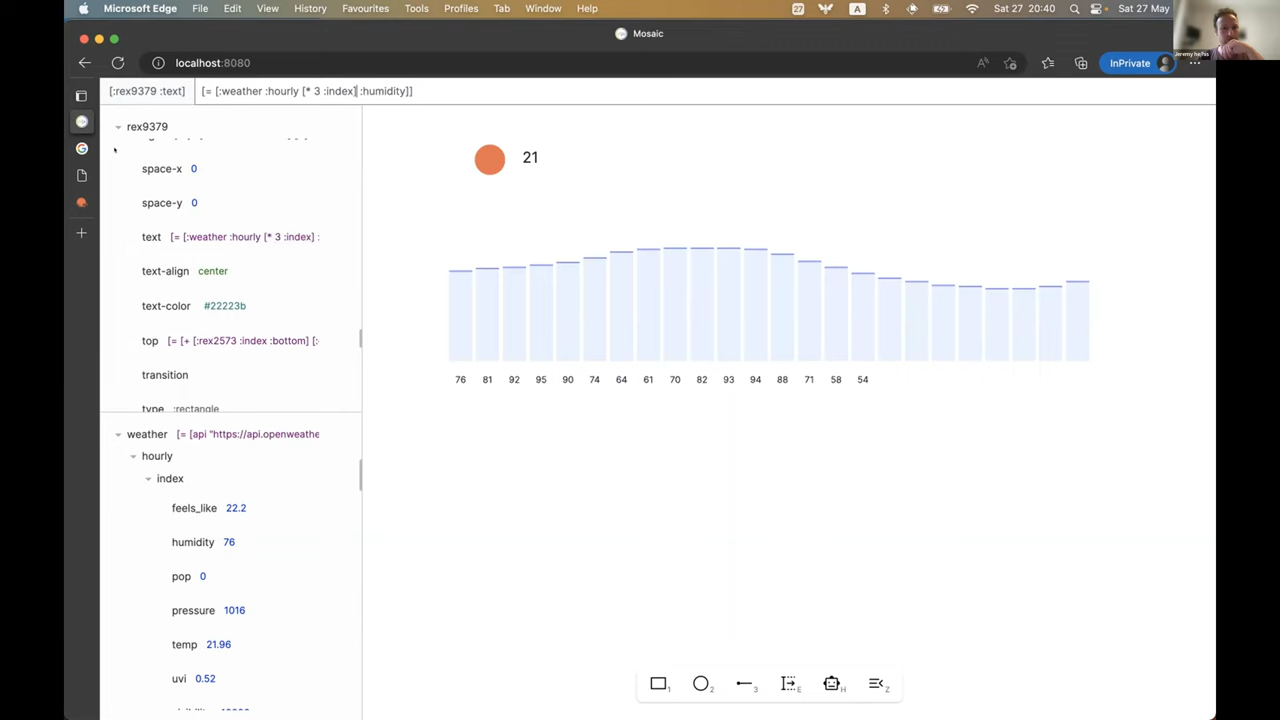 Microsoft Edge File Edit View History Favourites Tools Profiles Tab Window Help 27 A Sat 27 20:40 Sat 27 May
Mosaic
localhost:8080 InPrivate
[:rex9379 :text] [= [:weather :hourly [* 3 :index] :humidity]]
rex9379
space-x 0
space-y 0
text [= [:weather :hourly [* 3 :index] :
text-align center
text-color #22223b
top [= [+ [:rex2573 :index :bottom] [:
transition
type :rectangle
weather [= [api "https://api.openweathe
hourly
index
feels_like 22.2
humidity 76
pop 0
pressure 1016
temp 21.96
uvi 0.52
21
76 81 92 95 90 74 64 61 70 82 93 94 88 71 58 54
1 2 3 E H Z